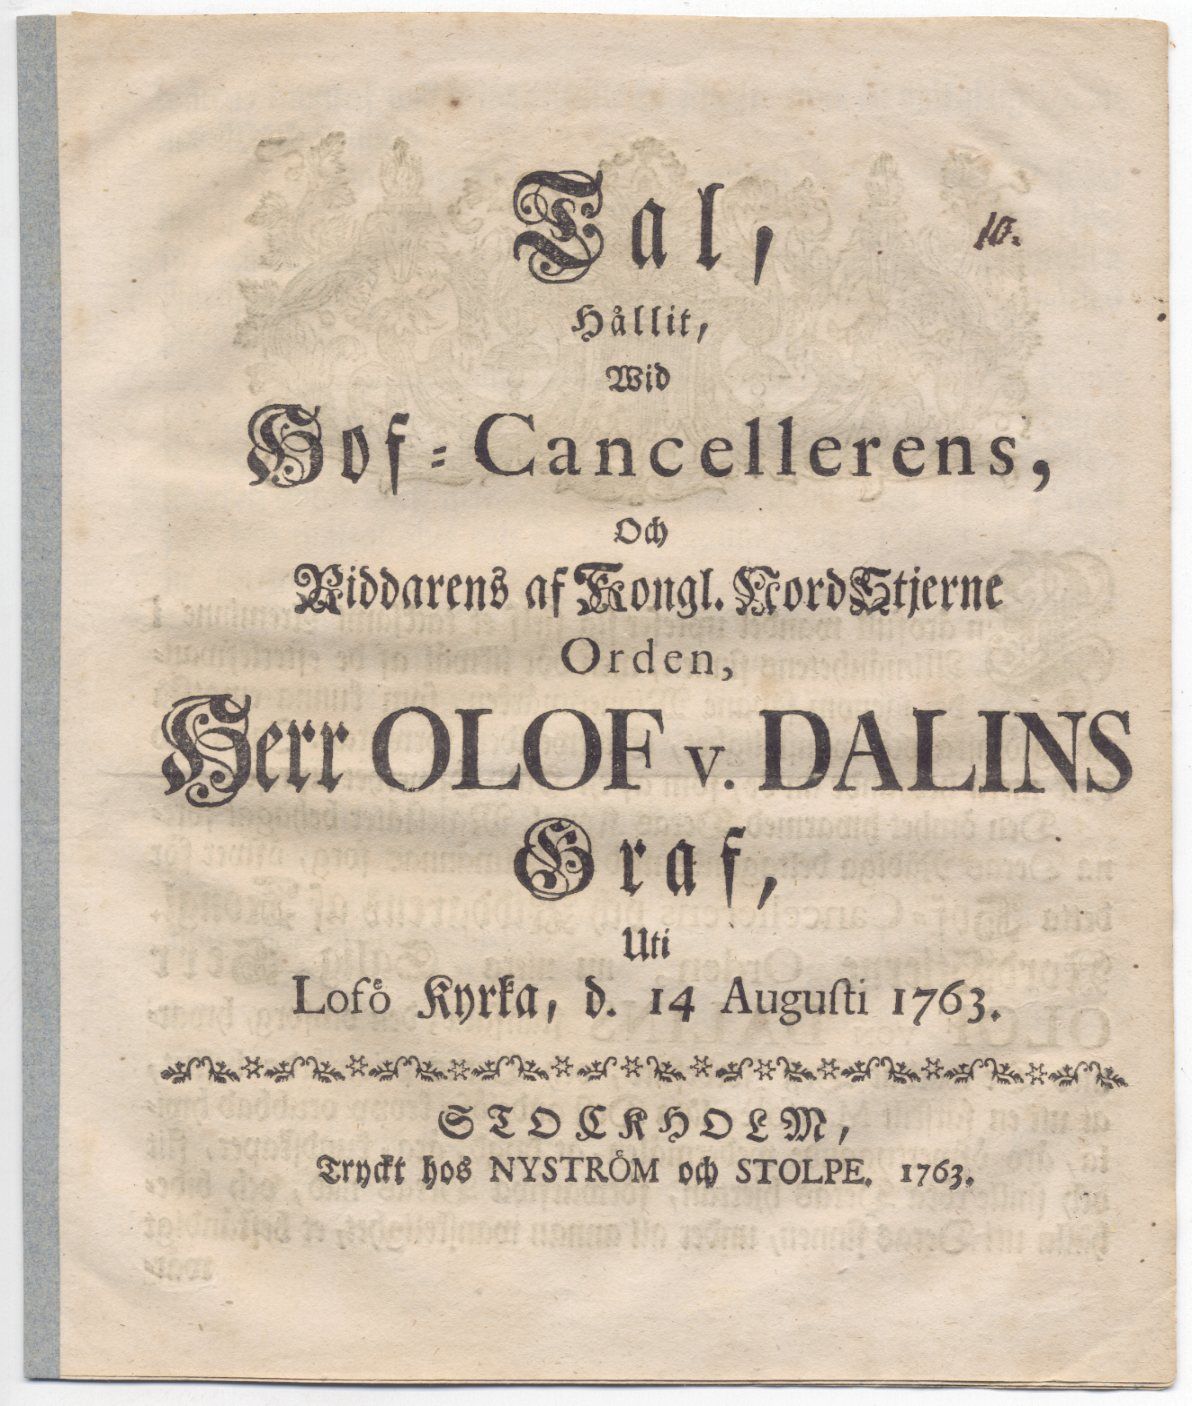 Tal,
10.
Hållit,
Wid
Hof-Cancellerens,
Och
Riddarens af Kongl. NordStjerne
Orden,
Herr OLOF v. DALINS
Graf,
Uti
Lofö Kyrka, d. 14 Auguſti 1763.
STOCKHOLM,
Tryckt hos NYSTRÖM och STOLPE. 1763.